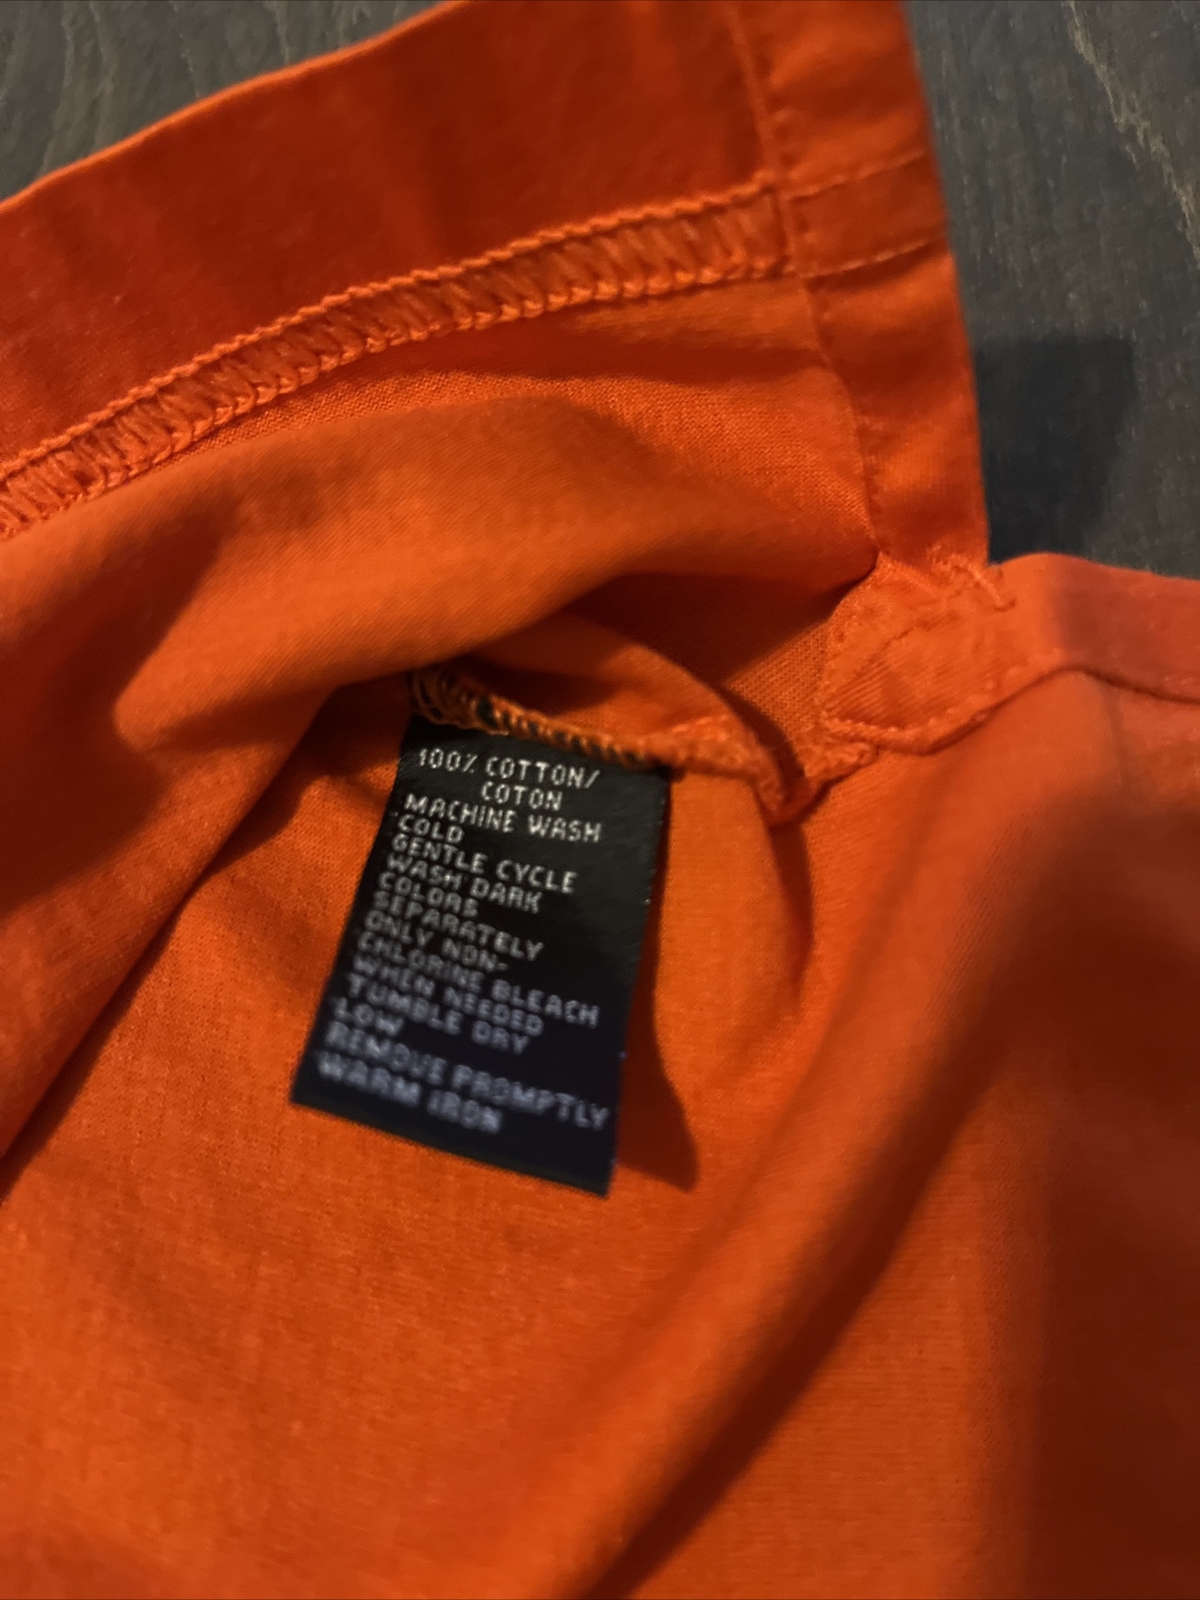 100% COTTON/
COTON
MACHINE WASH
COLD
GENTLE CYCLE
WASH DARK
COLORS
SEPARATELY
ONLY NON-
CHLORINE BLEACH
WHEN NEEDED
TUMBLE DRY
LOW
REMOVE PROMPTLY
WARM IRON